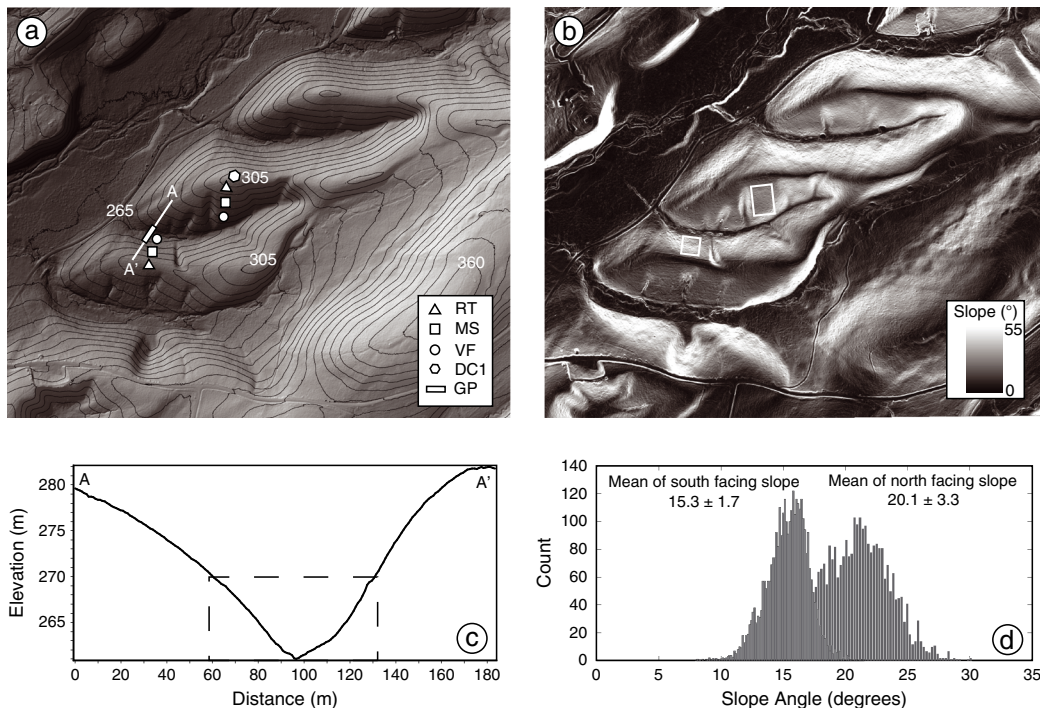 a
A
305
265
A'
305
360
RT
MS
VF
DC1
GP
b
Slope (°)
55
0
A
A'
280
275
270
265
Elevation (m)
0
20
40
60
80
100
120
140
160
180
Distance (m)
c
Mean of south facing slope
15.3 ± 1.7
Mean of north facing slope
20.1 ± 3.3
140
120
100
80
60
40
20
0
Count
0
5
10
15
20
25
30
35
Slope Angle (degrees)
d